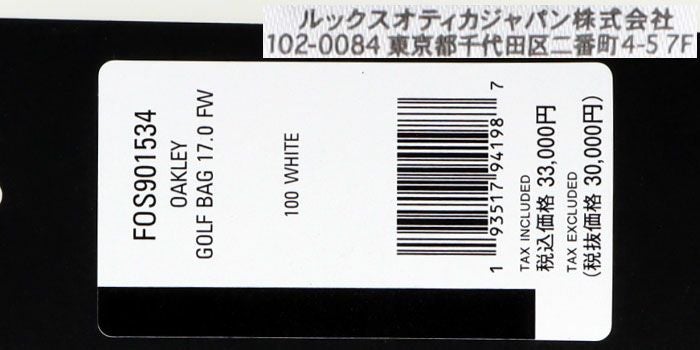 ルックスオティカジャパン株式会社
102-0084 東京都千代田区二番町4-5 7F
FOS901534
OAKLEY
GOLF BAG 17.0 FW
100 WHITE
1 93517 94198 7
TAX INCLUDED
税込価格 33,000円
TAX EXCLUDED
(税抜価格 30,000円)